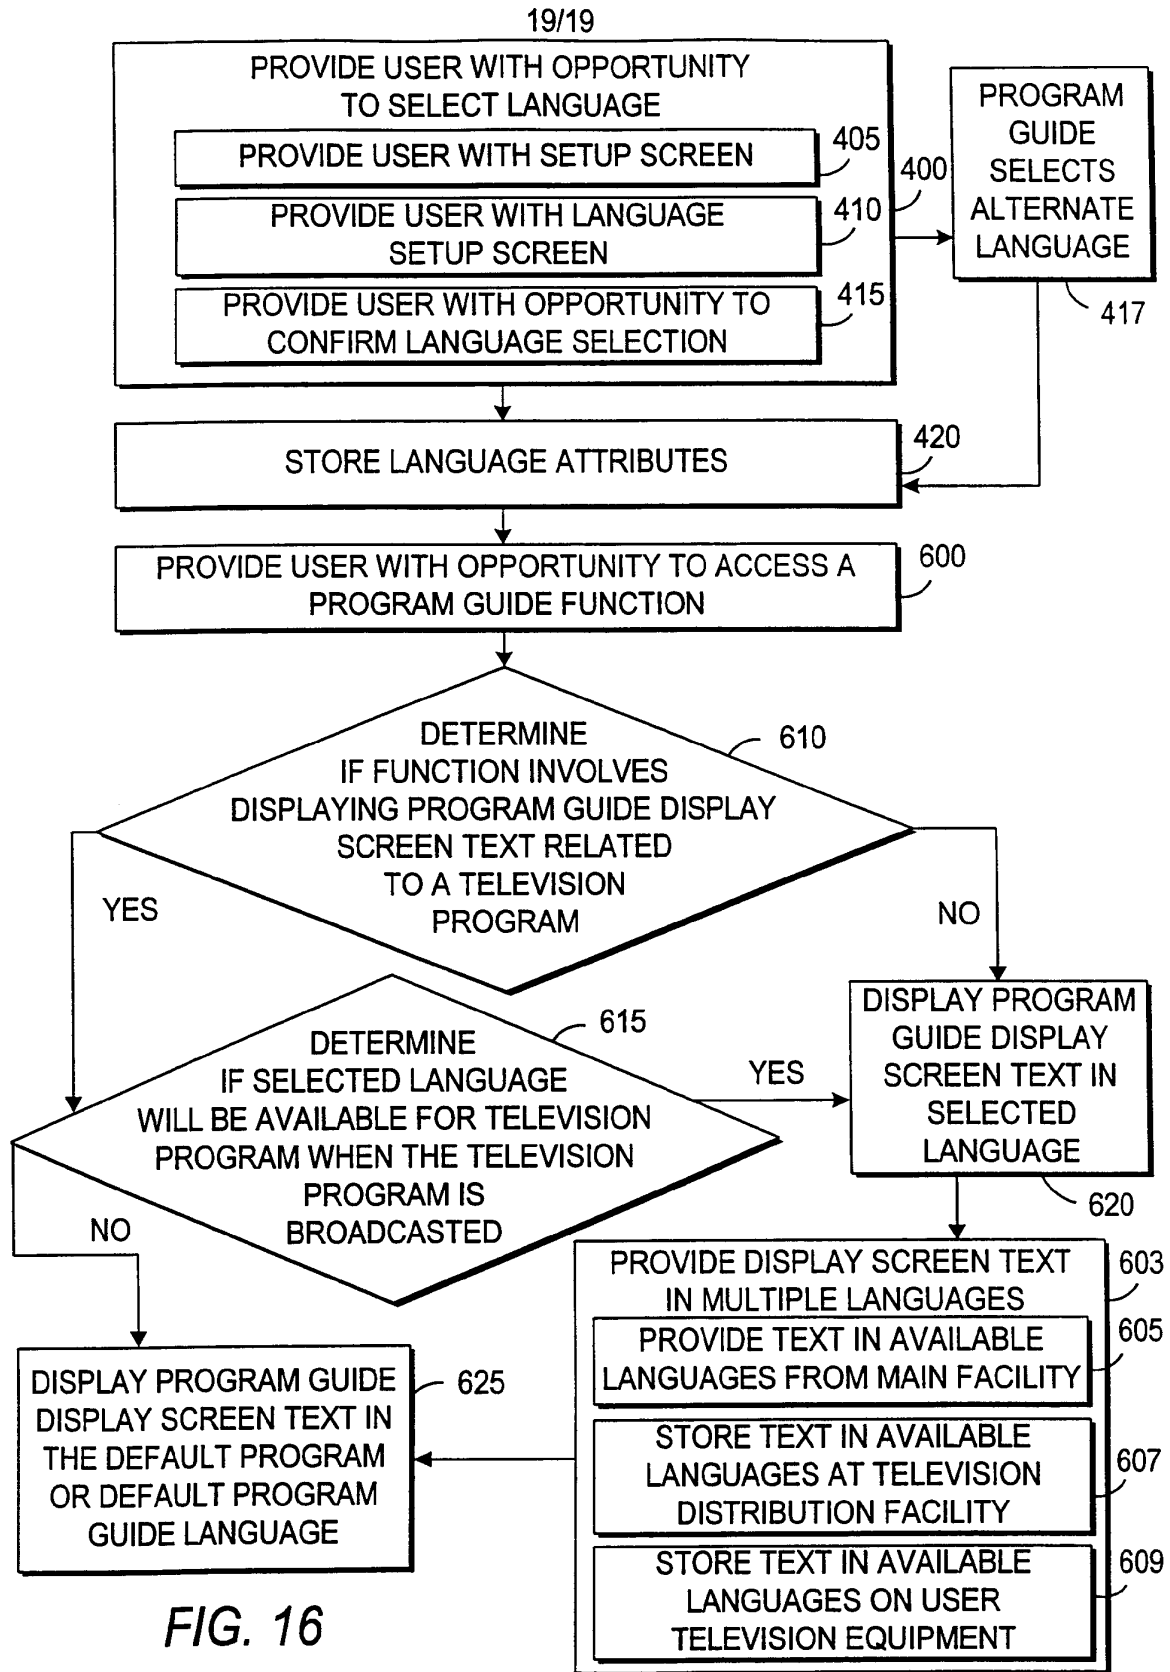 19/19
PROVIDE USER WITH OPPORTUNITY
TO SELECT LANGUAGE
PROVIDE USER WITH SETUP SCREEN
405
PROVIDE USER WITH LANGUAGE
SETUP SCREEN
410
PROVIDE USER WITH OPPORTUNITY TO
CONFIRM LANGUAGE SELECTION
415
400
PROGRAM
GUIDE
SELECTS
ALTERNATE
LANGUAGE
417
STORE LANGUAGE ATTRIBUTES
420
PROVIDE USER WITH OPPORTUNITY TO ACCESS A
PROGRAM GUIDE FUNCTION
600
DETERMINE
IF FUNCTION INVOLVES
DISPLAYING PROGRAM GUIDE DISPLAY
SCREEN TEXT RELATED
TO A TELEVISION
PROGRAM
610
YES
NO
DETERMINE
IF SELECTED LANGUAGE
WILL BE AVAILABLE FOR TELEVISION
PROGRAM WHEN THE TELEVISION
PROGRAM IS
BROADCASTED
615
YES
NO
DISPLAY PROGRAM
GUIDE DISPLAY
SCREEN TEXT IN
SELECTED
LANGUAGE
620
PROVIDE DISPLAY SCREEN TEXT
IN MULTIPLE LANGUAGES
603
PROVIDE TEXT IN AVAILABLE
LANGUAGES FROM MAIN FACILITY
605
STORE TEXT IN AVAILABLE
LANGUAGES AT TELEVISION
DISTRIBUTION FACILITY
607
STORE TEXT IN AVAILABLE
LANGUAGES ON USER
TELEVISION EQUIPMENT
609
DISPLAY PROGRAM GUIDE
DISPLAY SCREEN TEXT IN
THE DEFAULT PROGRAM
OR DEFAULT PROGRAM
GUIDE LANGUAGE
625
FIG. 16